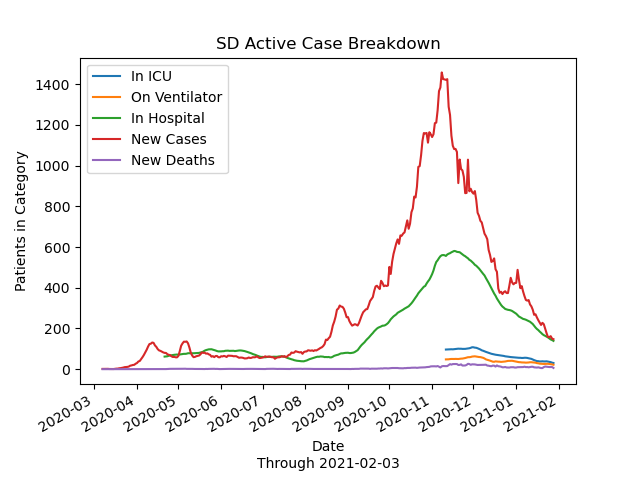 SD Active Case Breakdown
In ICU
On Ventilator
In Hospital
New Cases
New Deaths
Patients in Category
1400
1200
1000
800
600
400
200
0
2020-03
2020-04
2020-05
2020-06
2020-07
2020-08
2020-09
2020-10
2020-11
2020-12
2021-01
2021-02
Date
Through 2021-02-03